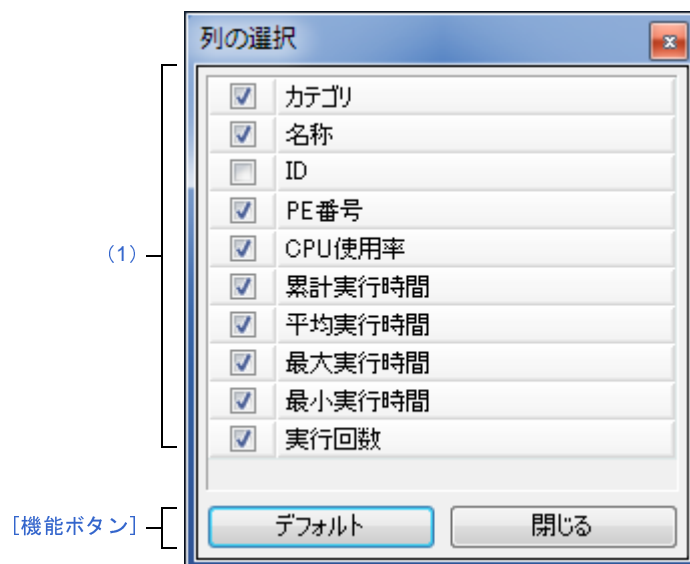 列の選択
カテゴリ
名称
ID
PE番号
(1)
CPU使用率
累計実行時間
平均実行時間
最大実行時間
最小実行時間
実行回数
[機能ボタン]
デフォルト
閉じる